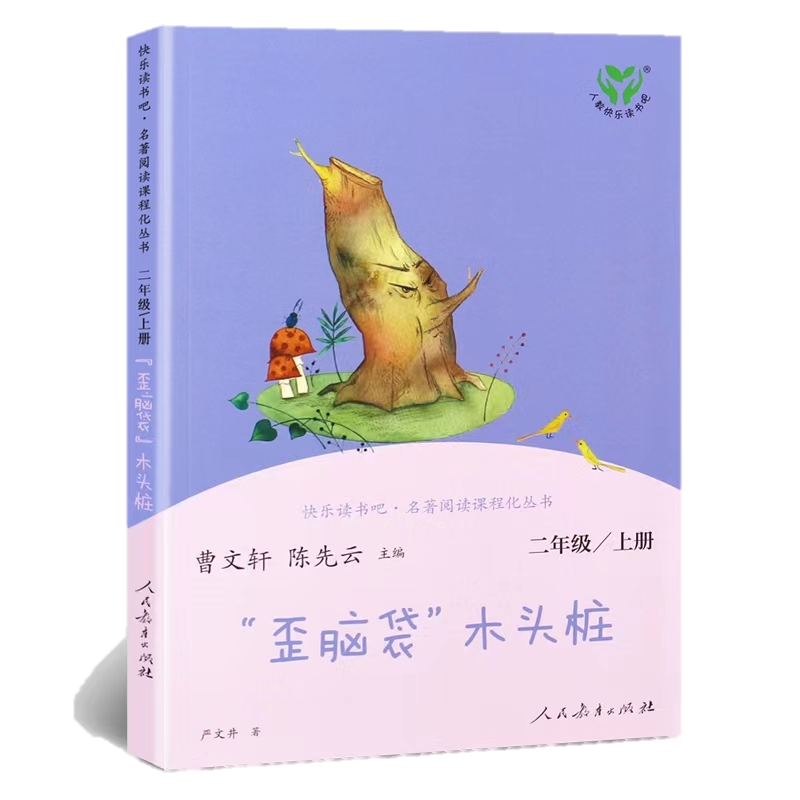 快乐读书吧·名著阅读课程化丛书 二年级/上册
“歪脑袋”木头桩
人民教育出版社
®
人教快乐读书吧
快乐读书吧·名著阅读课程化丛书
二年级/上册
曹文轩 陈先云 主编
“歪脑袋”木头桩
人民教育出版社
严文井 著